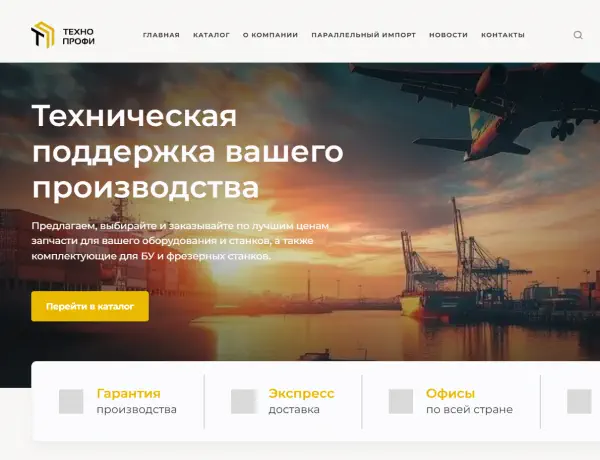 ТЕХНО
ПРОФИ
ГЛАВНАЯ КАТАЛОГ О КОМПАНИИ ПАРАЛЛЕЛЬНЫЙ ИМПОРТ НОВОСТИ КОНТАКТЫ
Техническая
поддержка вашего
производства
Предлагаем, выбирайте и заказывайте по лучшим ценам
запчасти для вашего оборудования и станков, а также
комплектующие для БУ и фрезерных станков.
Перейти в каталог
Гарантия
производства
Экспресс
доставка
Офисы
по всей стране